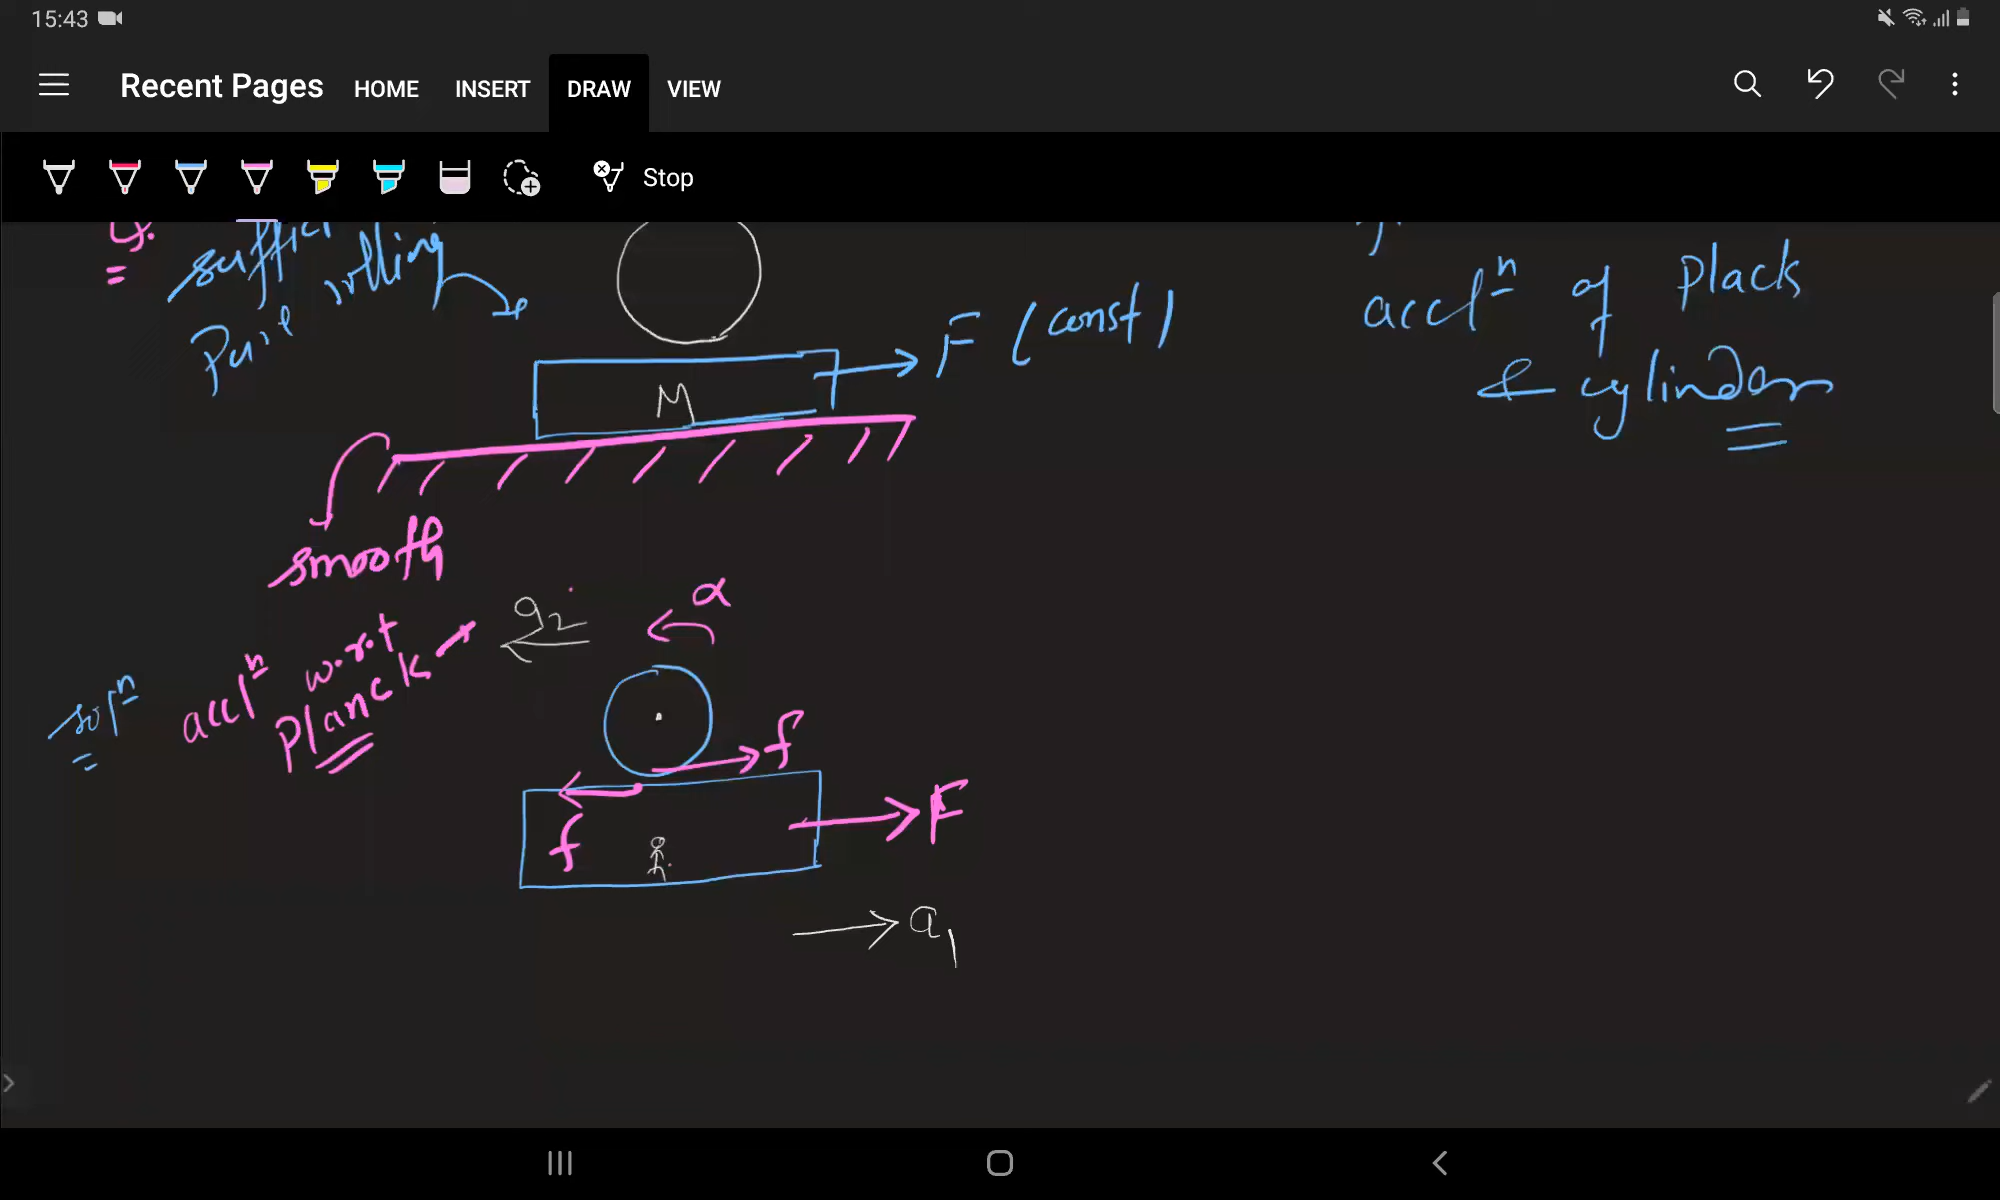 15:43
Recent Pages HOME INSERT DRAW VIEW
Stop
Q.
suffici
Pure rolling
M
F (const)
accl^n of Plack
& cylinder
smooth
sol^n
accl^n w.r.t
Planck
a2
α
f
f
F
a1